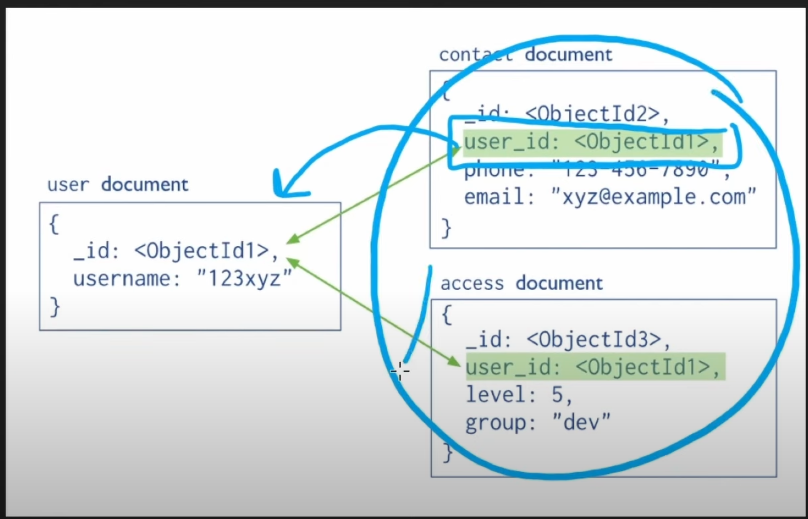 contact document
{
_id: <ObjectId2>,
user_id: <ObjectId1>,
phone: "123-456-7890",
email: "xyz@example.com"
}
user document
{
_id: <ObjectId1>,
username: "123xyz"
}
access document
{
_id: <ObjectId3>,
user_id: <ObjectId1>,
level: 5,
group: "dev"
}